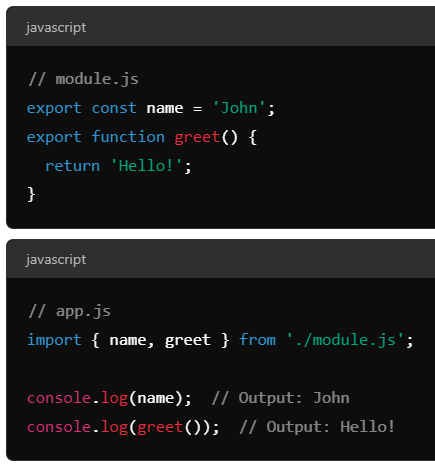 javascript
// module.js
export const name = 'John';
export function greet() {
  return 'Hello!';
}
javascript
// app.js
import { name, greet } from './module.js';
console.log(name);  // Output: John
console.log(greet());  // Output: Hello!